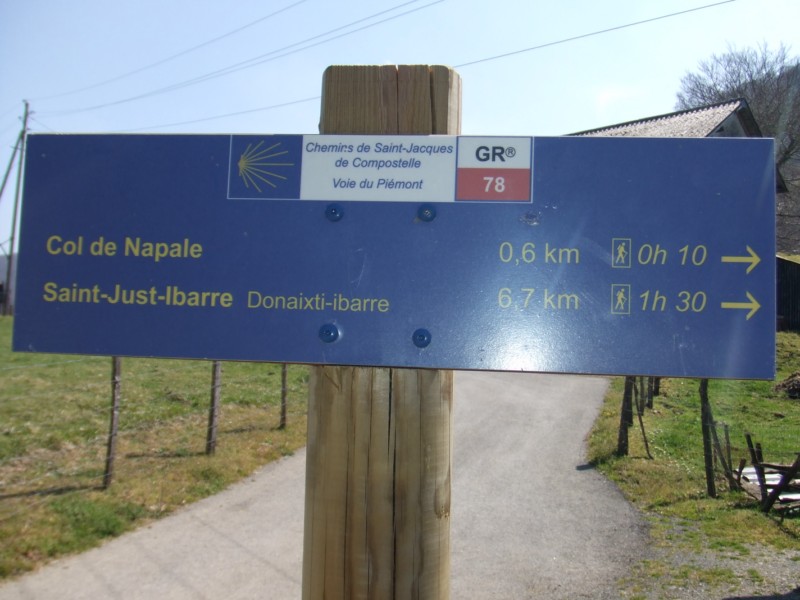 Chemins de Saint-Jacques
de Compostelle
Voie du Piémont
GR®
78
Col de Napale 0,6 km 0h 10 →
Saint-Just-Ibarre Donaixti-ibarre 6,7 km 1h 30 →